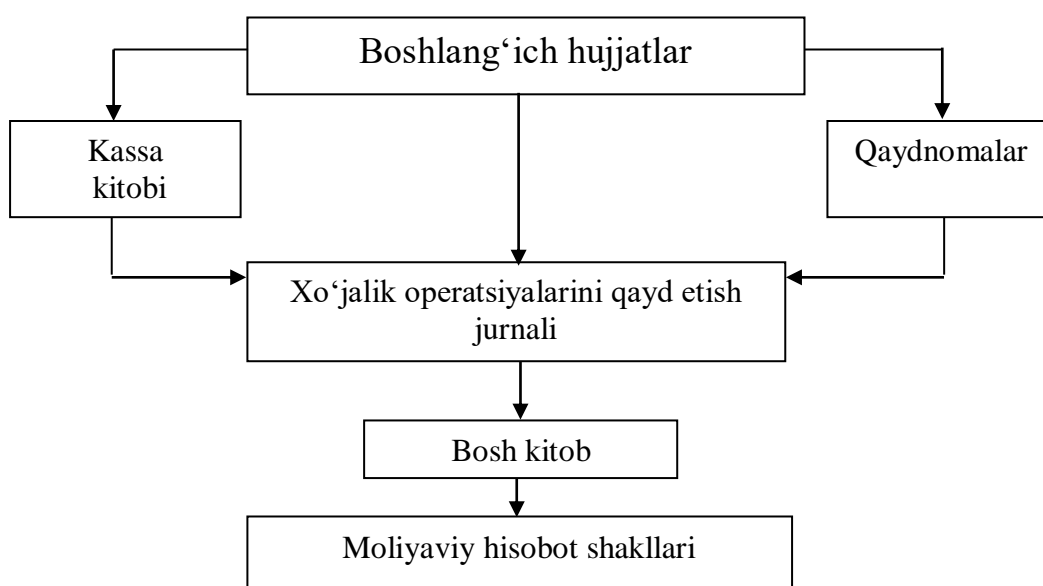 Boshlang‘ich hujjatlar
Kassa
kitobi
Qaydnomalar
Xo‘jalik operatsiyalarini qayd etish
jurnali
Bosh kitob
Moliyaviy hisobot shakllari